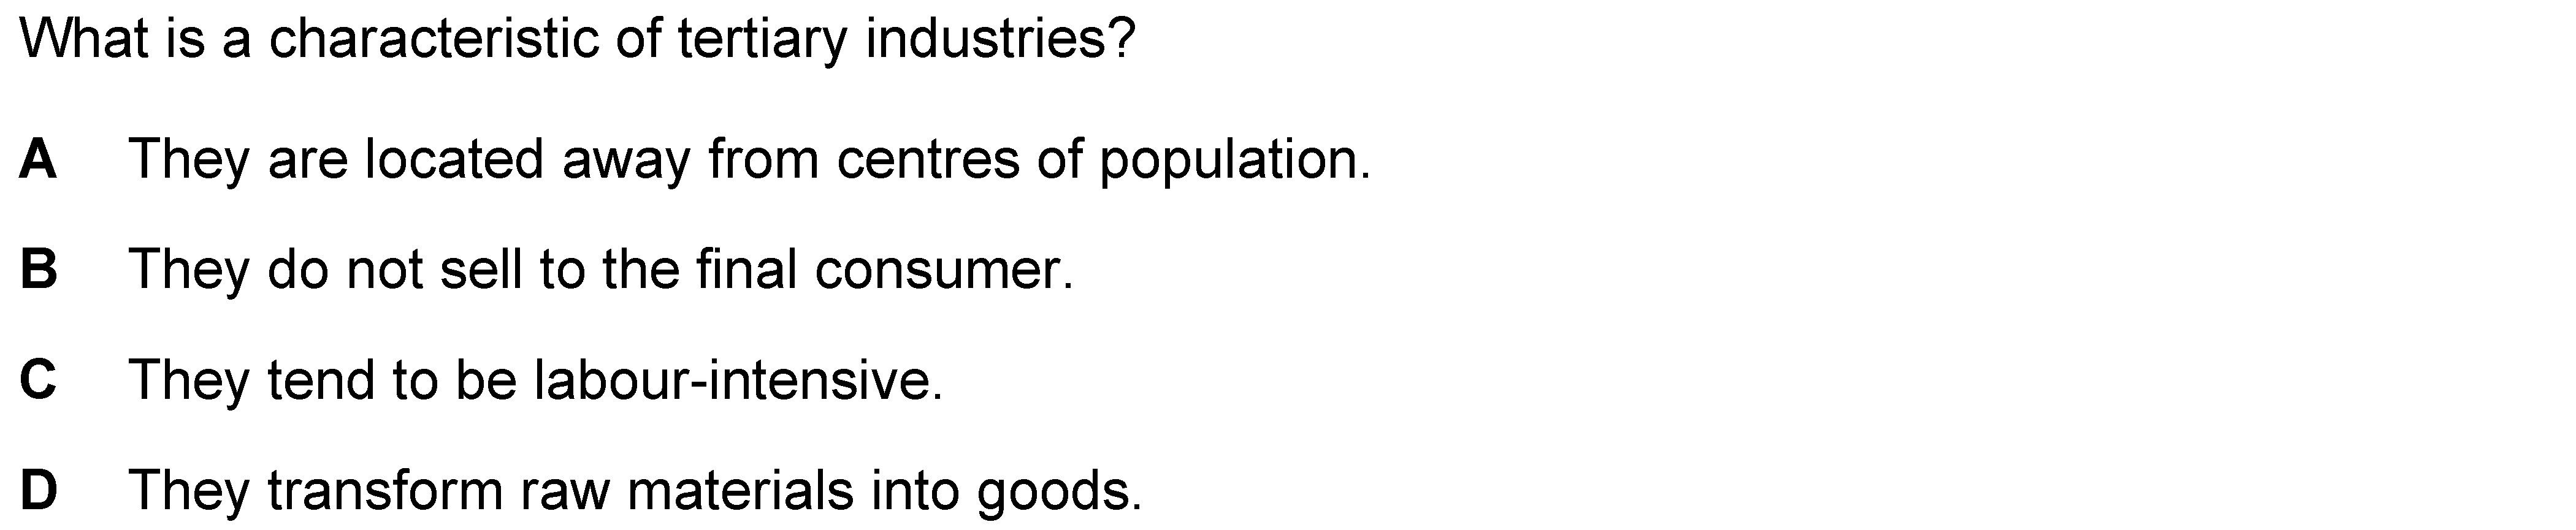 What is a characteristic of tertiary industries?
A They are located away from centres of population.
B They do not sell to the final consumer.
C They tend to be labour-intensive.
D They transform raw materials into goods.